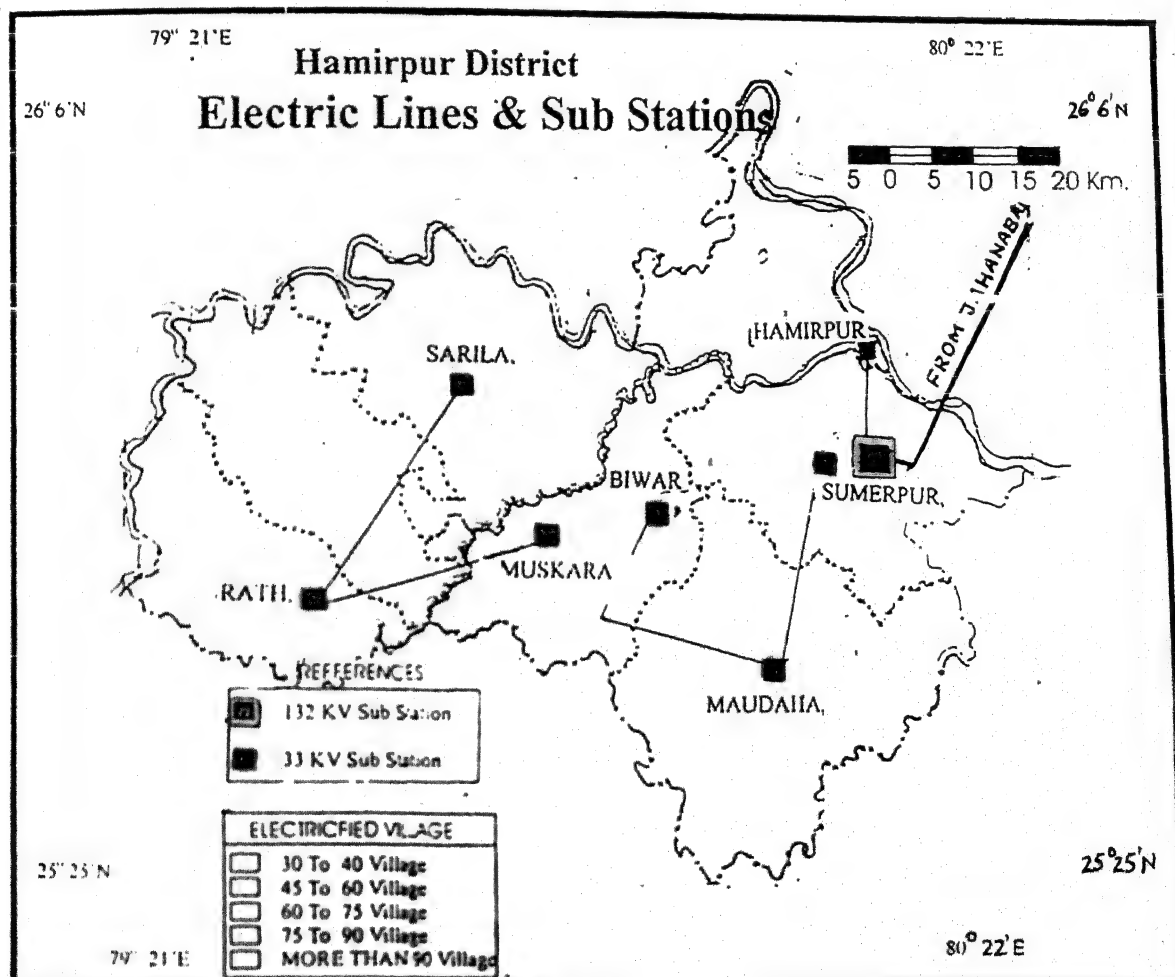 79° 21'E
80° 22'E
Hamirpur District
26° 6'N
26° 6'N
Electric Lines & Sub Stations
5 0 5 10 15 20 Km.
FROM
HAMIRPUR
SARILA.
BIWAR
SUMERPUR.
MUSKARA
RATH.
REFFERENCES
MAUDAHA.
132 KV Sub Station
33 KV Sub Station
ELECTRICFIED VILLAGE
30 To 40 Village
45 To 60 Village
60 To 75 Village
75 To 90 Village
MORE THAN 90 Village
25° 25'N
25° 25'N
79° 21'E
80° 22'E